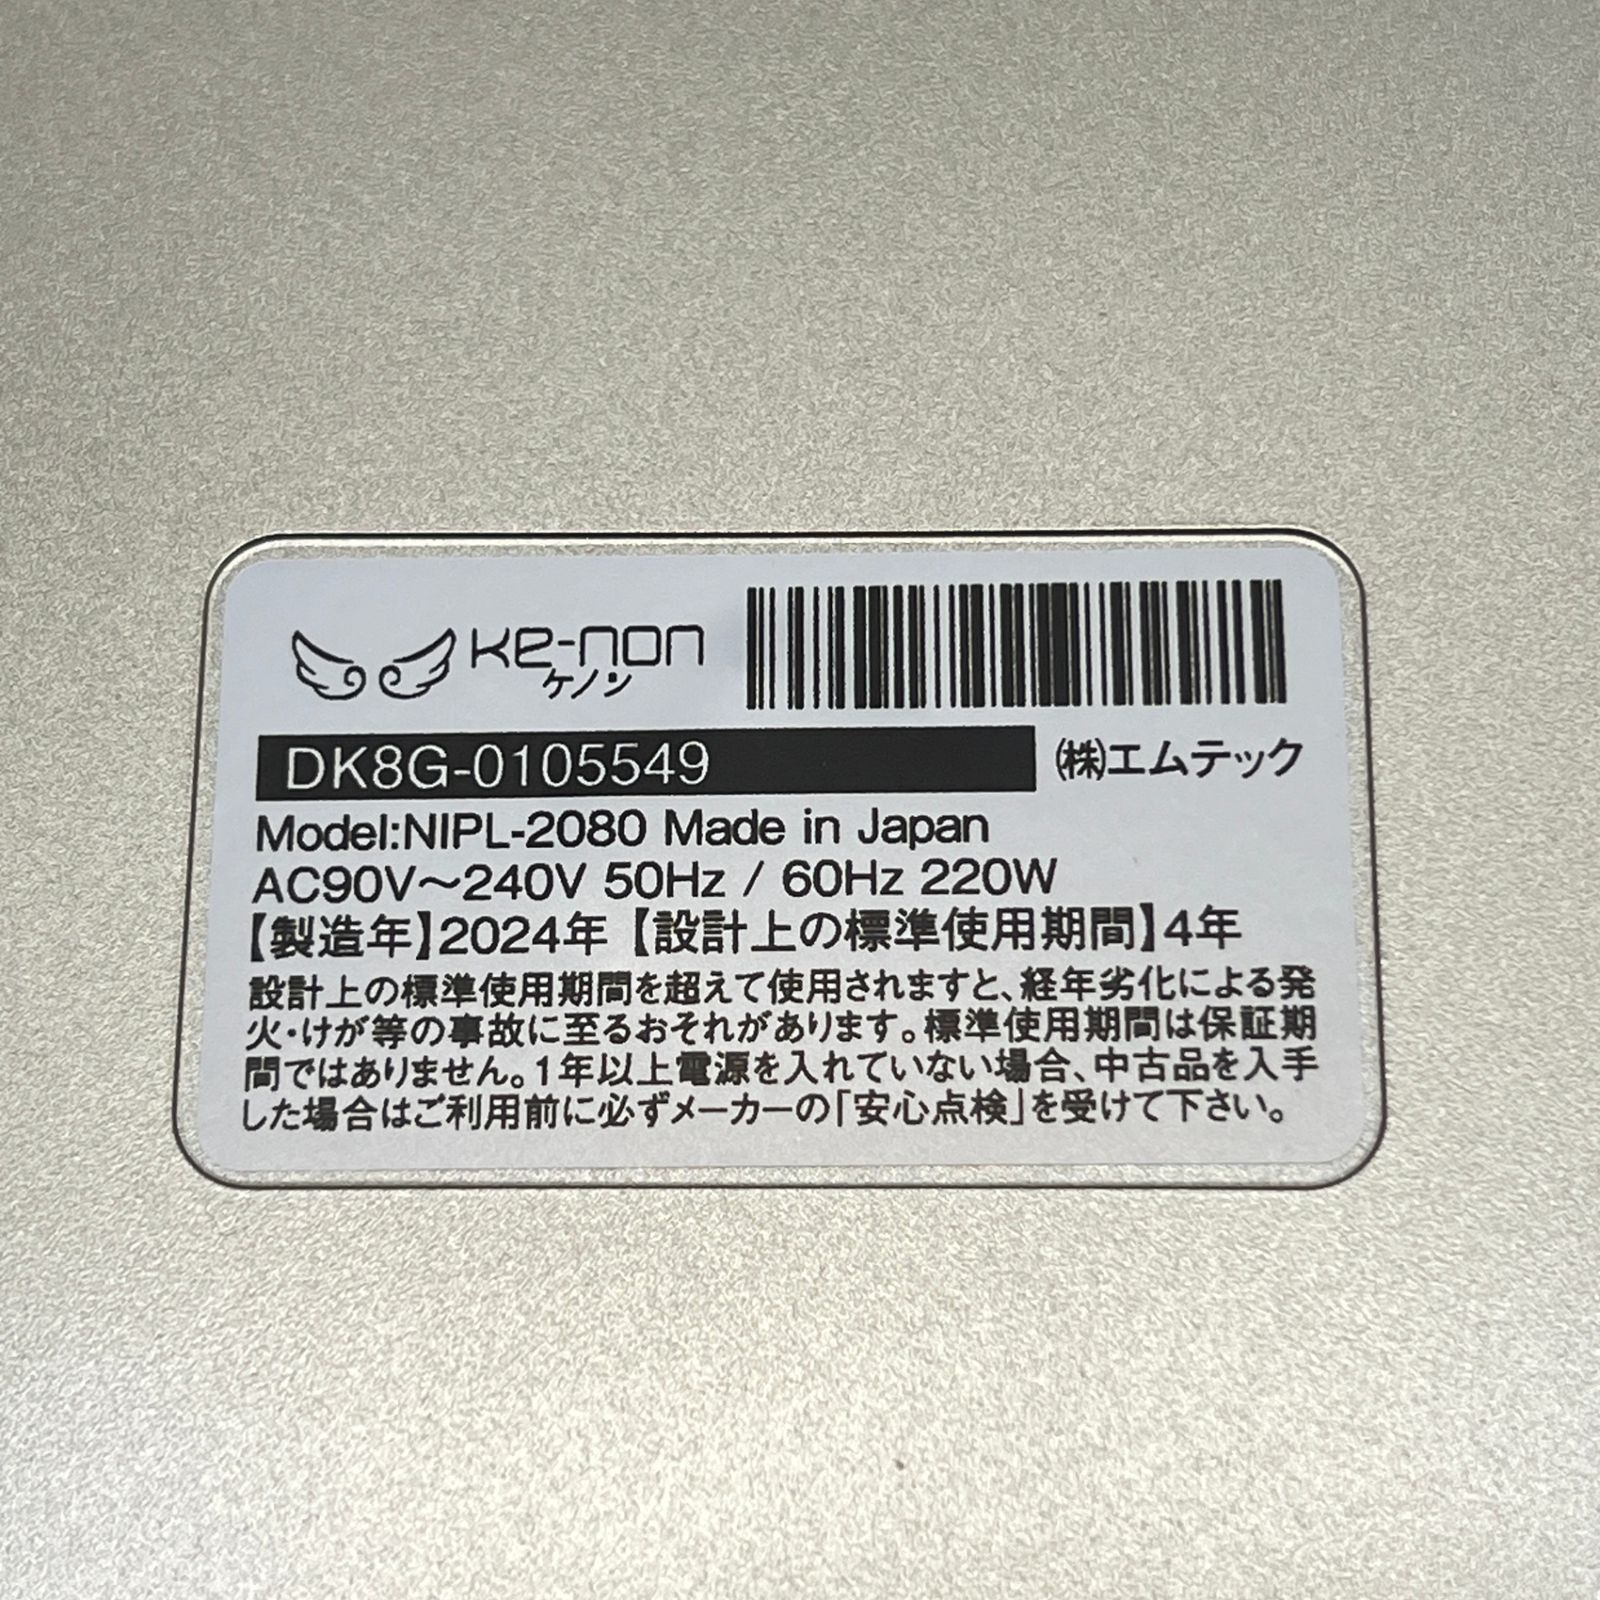 ke-non
ケノン
DK8G-0105549 ㈱エムテック
Model:NIPL-2080 Made in Japan
AC90V～240V 50Hz / 60Hz 220W
【製造年】2024年 【設計上の標準使用期間】4年
設計上の標準使用期間を超えて使用されますと、経年劣化による発
火・けが等の事故に至るおそれがあります。標準使用期間は保証期
間ではありません。1年以上電源を入れていない場合、中古品を入手
した場合はご利用前に必ずメーカーの「安心点検」を受けて下さい。